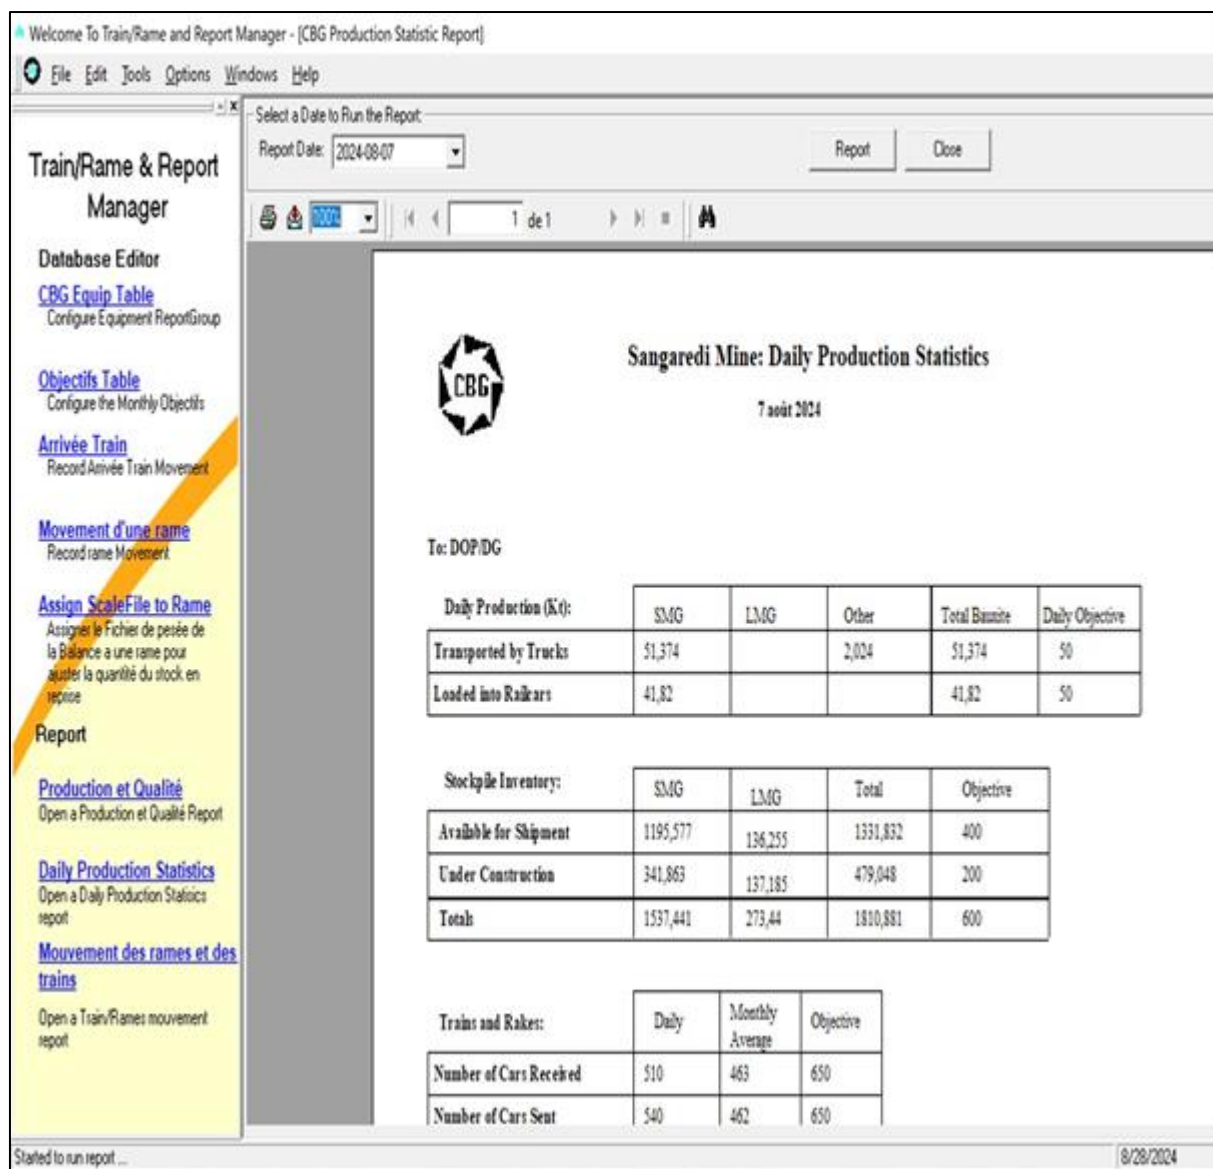 Welcome To Train/Rame and Report Manager - [CBG Production Statistic Report]
File Edit Tools Options Windows Help
Train/Rame & Report
Manager
Database Editor
CBG Equip Table
Configure Equipment ReportGroup
Objectifs Table
Configure the Monthly Objectifs
Arrivée Train
Record Arrivée Train Movement
Movement d'une rame
Record rame Movement
Assign ScaleFile to Rame
Assigner le Fichier de pesée de
la Balance a une rame pour
ajuster la quantité du stock en
reprise
Report
Production et Qualité
Open a Production et Qualité Report
Daily Production Statistics
Open a Daily Production Statisics
report
Mouvement des rames et des
trains
Open a Train/Rames mouvement
report
Select a Date to Run the Report:
Report Date: 2024-08-07 Report Close
100% 1 de 1
CBG
Sangaredi Mine: Daily Production Statistics
7 août 2024
To: DOP/DG
Daily Production (Kt): SMG LMG Other Total Bauxite Daily Objective
Transported by Trucks 51,374 2,024 51,374 50
Loaded into Railcars 41,82 41,82 50
Stockpile Inventory: SMG LMG Total Objective
Available for Shipment 1195,577 136,255 1331,832 400
Under Construction 341,863 137,185 479,048 200
Totals 1537,441 273,44 1810,881 600
Trains and Rakes: Daily Monthly Average Objective
Number of Cars Received 510 463 650
Number of Cars Sent 540 462 650
Started to run report ... 8/28/2024